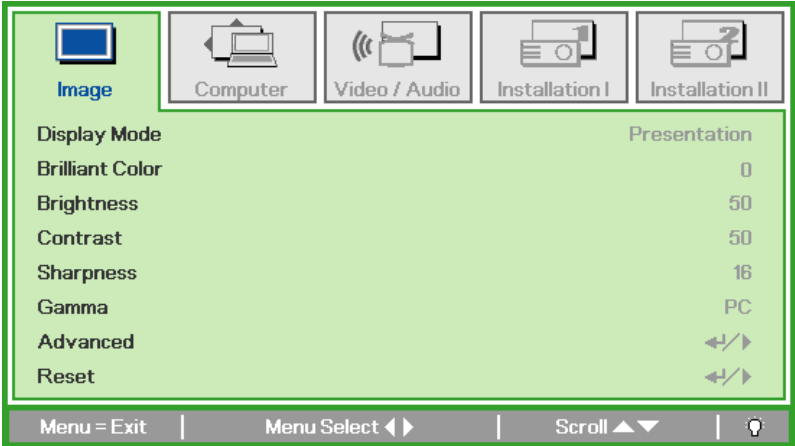 Image Computer Video / Audio Installation I Installation II
Display Mode Presentation
Brilliant Color 0
Brightness 50
Contrast 50
Sharpness 16
Gamma PC
Advanced
Reset
Menu = Exit Menu Select Scroll